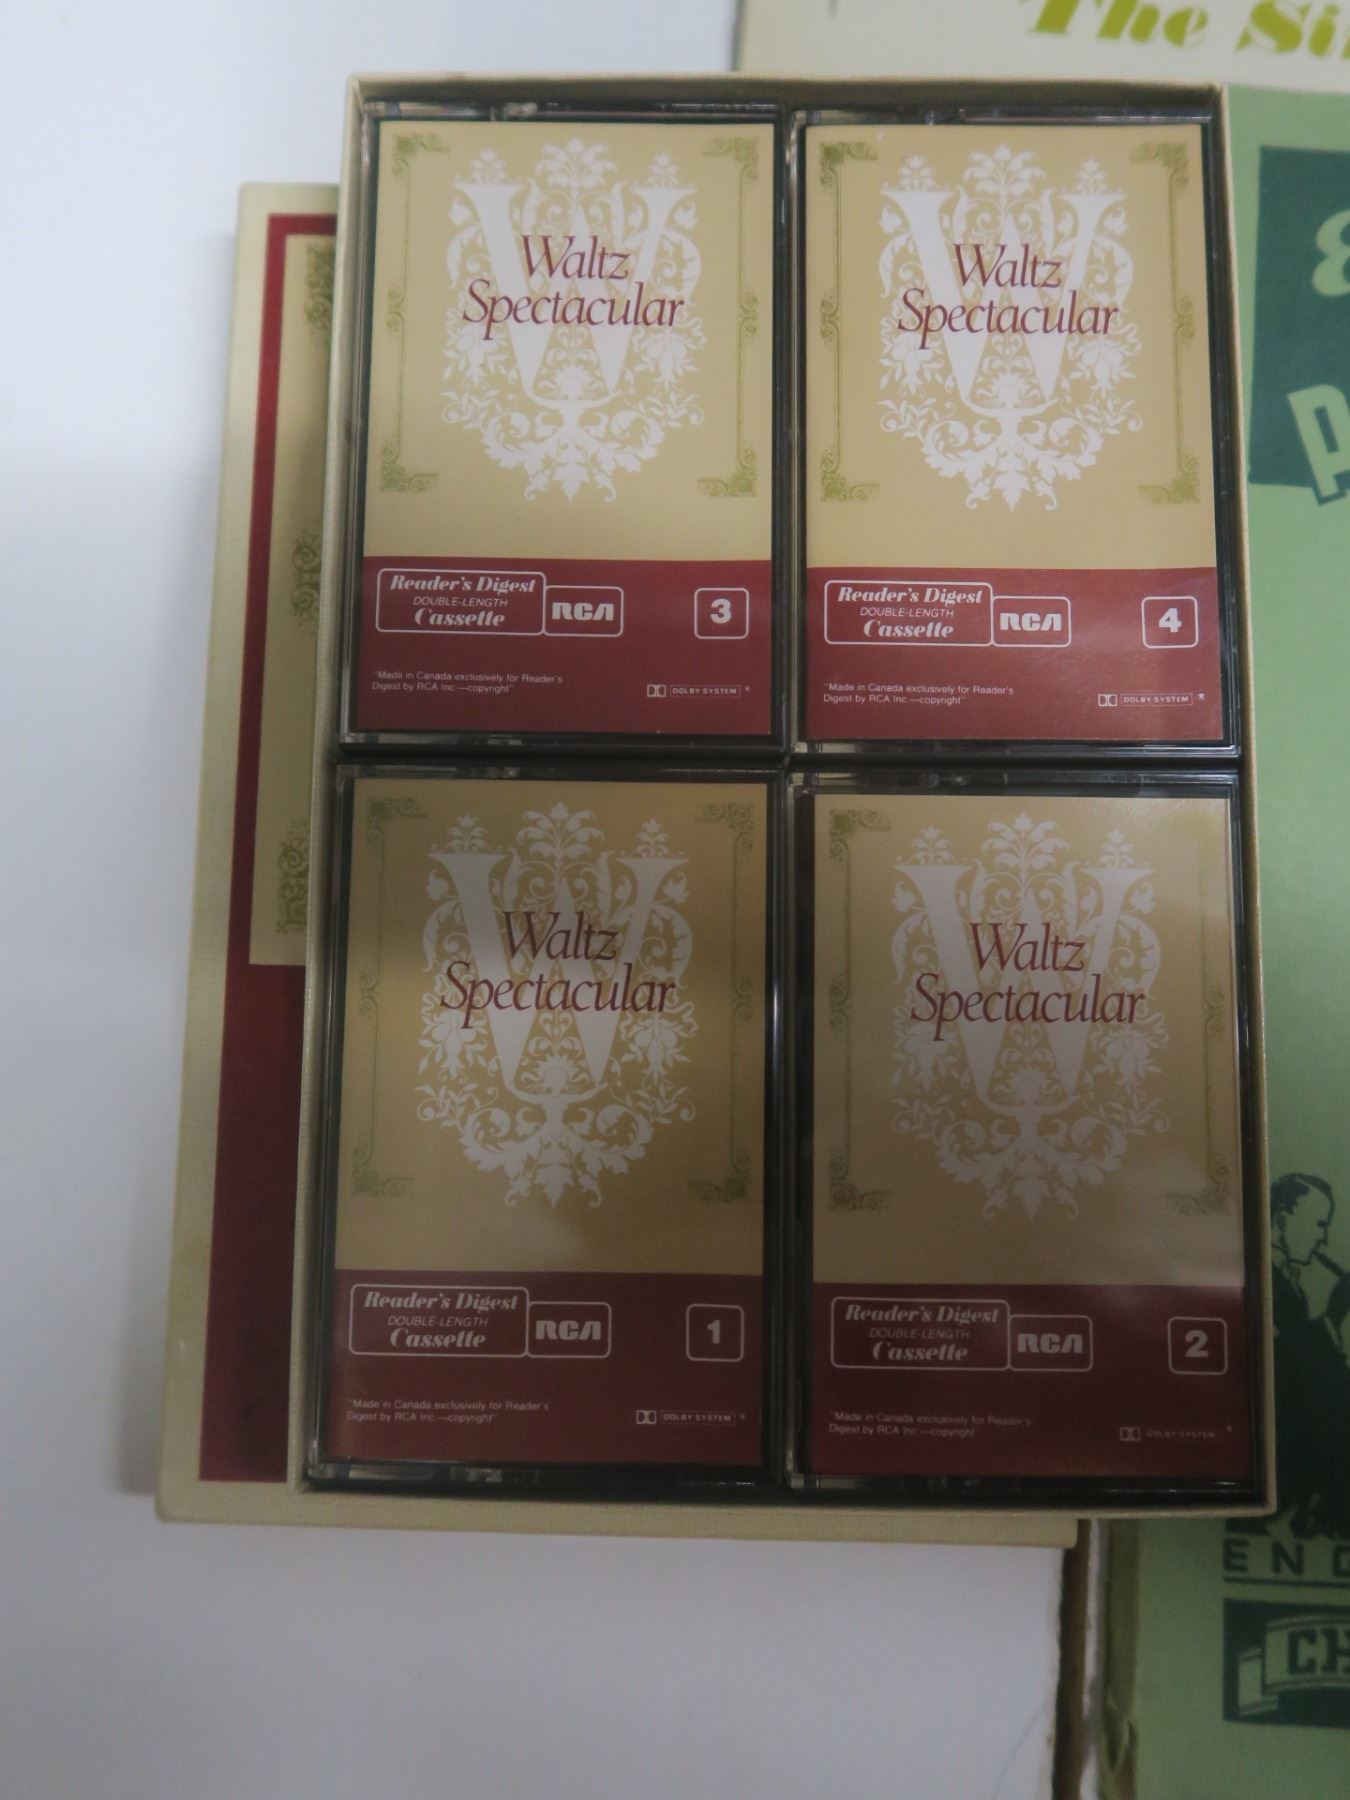 The
Waltz
Spectacular
Reader's Digest
DOUBLE-LENGTH
Cassette
RCA
3
"Made in Canada exclusively for Reader's
Digest by RCA Inc.—copyright"
DOLBY SYSTEM
Waltz
Spectacular
Reader's Digest
DOUBLE-LENGTH
Cassette
RCA
4
"Made in Canada exclusively for Reader's
Digest by RCA Inc.—copyright"
DOLBY SYSTEM
Waltz
Spectacular
Reader's Digest
DOUBLE-LENGTH
Cassette
RCA
1
"Made in Canada exclusively for Reader's
Digest by RCA Inc.—copyright"
DOLBY SYSTEM
Waltz
Spectacular
Reader's Digest
DOUBLE-LENGTH
Cassette
RCA
2
"Made in Canada exclusively for Reader's
Digest by RCA Inc.—copyright"
DOLBY SYSTEM